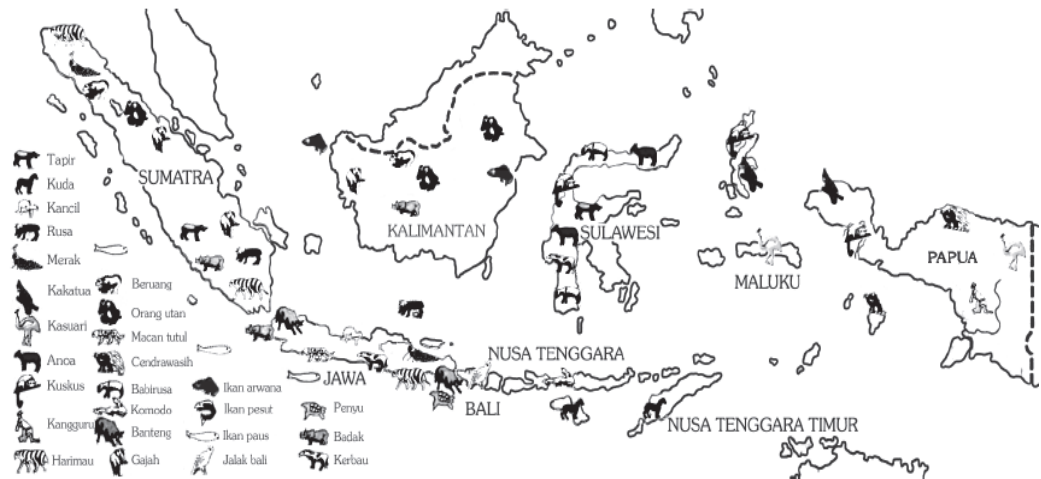 SUMATRA
KALIMANTAN
SULAWESI
MALUKU
PAPUA
NUSA TENGGARA
JAWA
BALI
NUSA TENGGARA TIMUR
Tapir
Kuda
Kancil
Rusa
Merak
Kakatua
Kasuari
Anca
Kuskus
Kangguru
Harimau
Beruang
Orang utan
Macan tutul
Cendrawasih
Babirusa
Komodo
Banteng
Gajah
Ikan arwana
Ikan pesut
Ikan paus
Jalak bali
Penyu
Badak
Kerbau